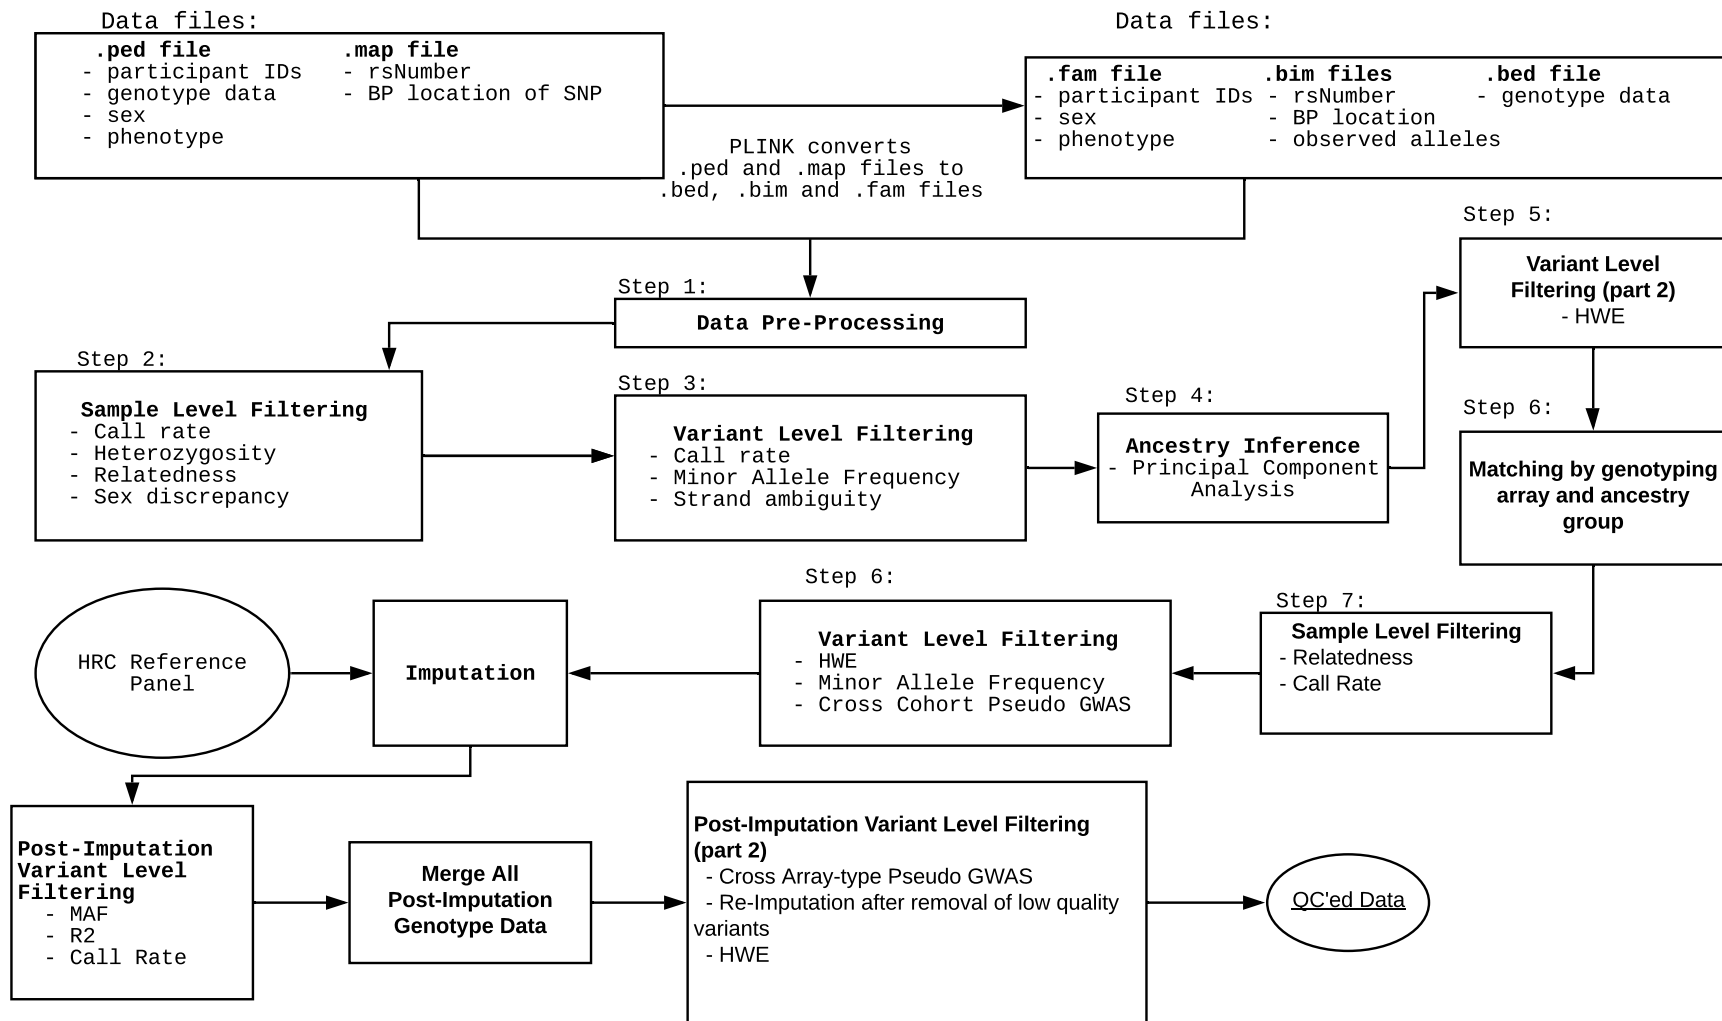 Data files:
.ped file
- participant IDs
- genotype data
- sex
- phenotype
.map file
- rsNumber
- BP location of SNP
PLINK converts
.ped and .map files to
.bed, .bim and .fam files
Data files:
.fam file
- participant IDs
- sex
- phenotype
.bim files
- rsNumber
- BP location
- observed alleles
.bed file
- genotype data
Step 1:
Data Pre-Processing
Step 2:
Sample Level Filtering
- Call rate
- Heterozygosity
- Relatedness
- Sex discrepancy
Step 3:
Variant Level Filtering
- Call rate
- Minor Allele Frequency
- Strand ambiguity
Step 4:
Ancestry Inference
- Principal Component
Analysis
Step 5:
Variant Level
Filtering (part 2)
- HWE
Step 6:
Matching by genotyping
array and ancestry
group
Step 7:
Sample Level Filtering
- Relatedness
- Call Rate
Step 6:
Variant Level Filtering
- HWE
- Minor Allele Frequency
- Cross Cohort Pseudo GWAS
Imputation
HRC Reference
Panel
Post-Imputation
Variant Level
Filtering
- MAF
- R2
- Call Rate
Merge All
Post-Imputation
Genotype Data
Post-Imputation Variant Level Filtering
(part 2)
- Cross Array-type Pseudo GWAS
- Re-Imputation after removal of low quality
variants
- HWE
QC'ed Data